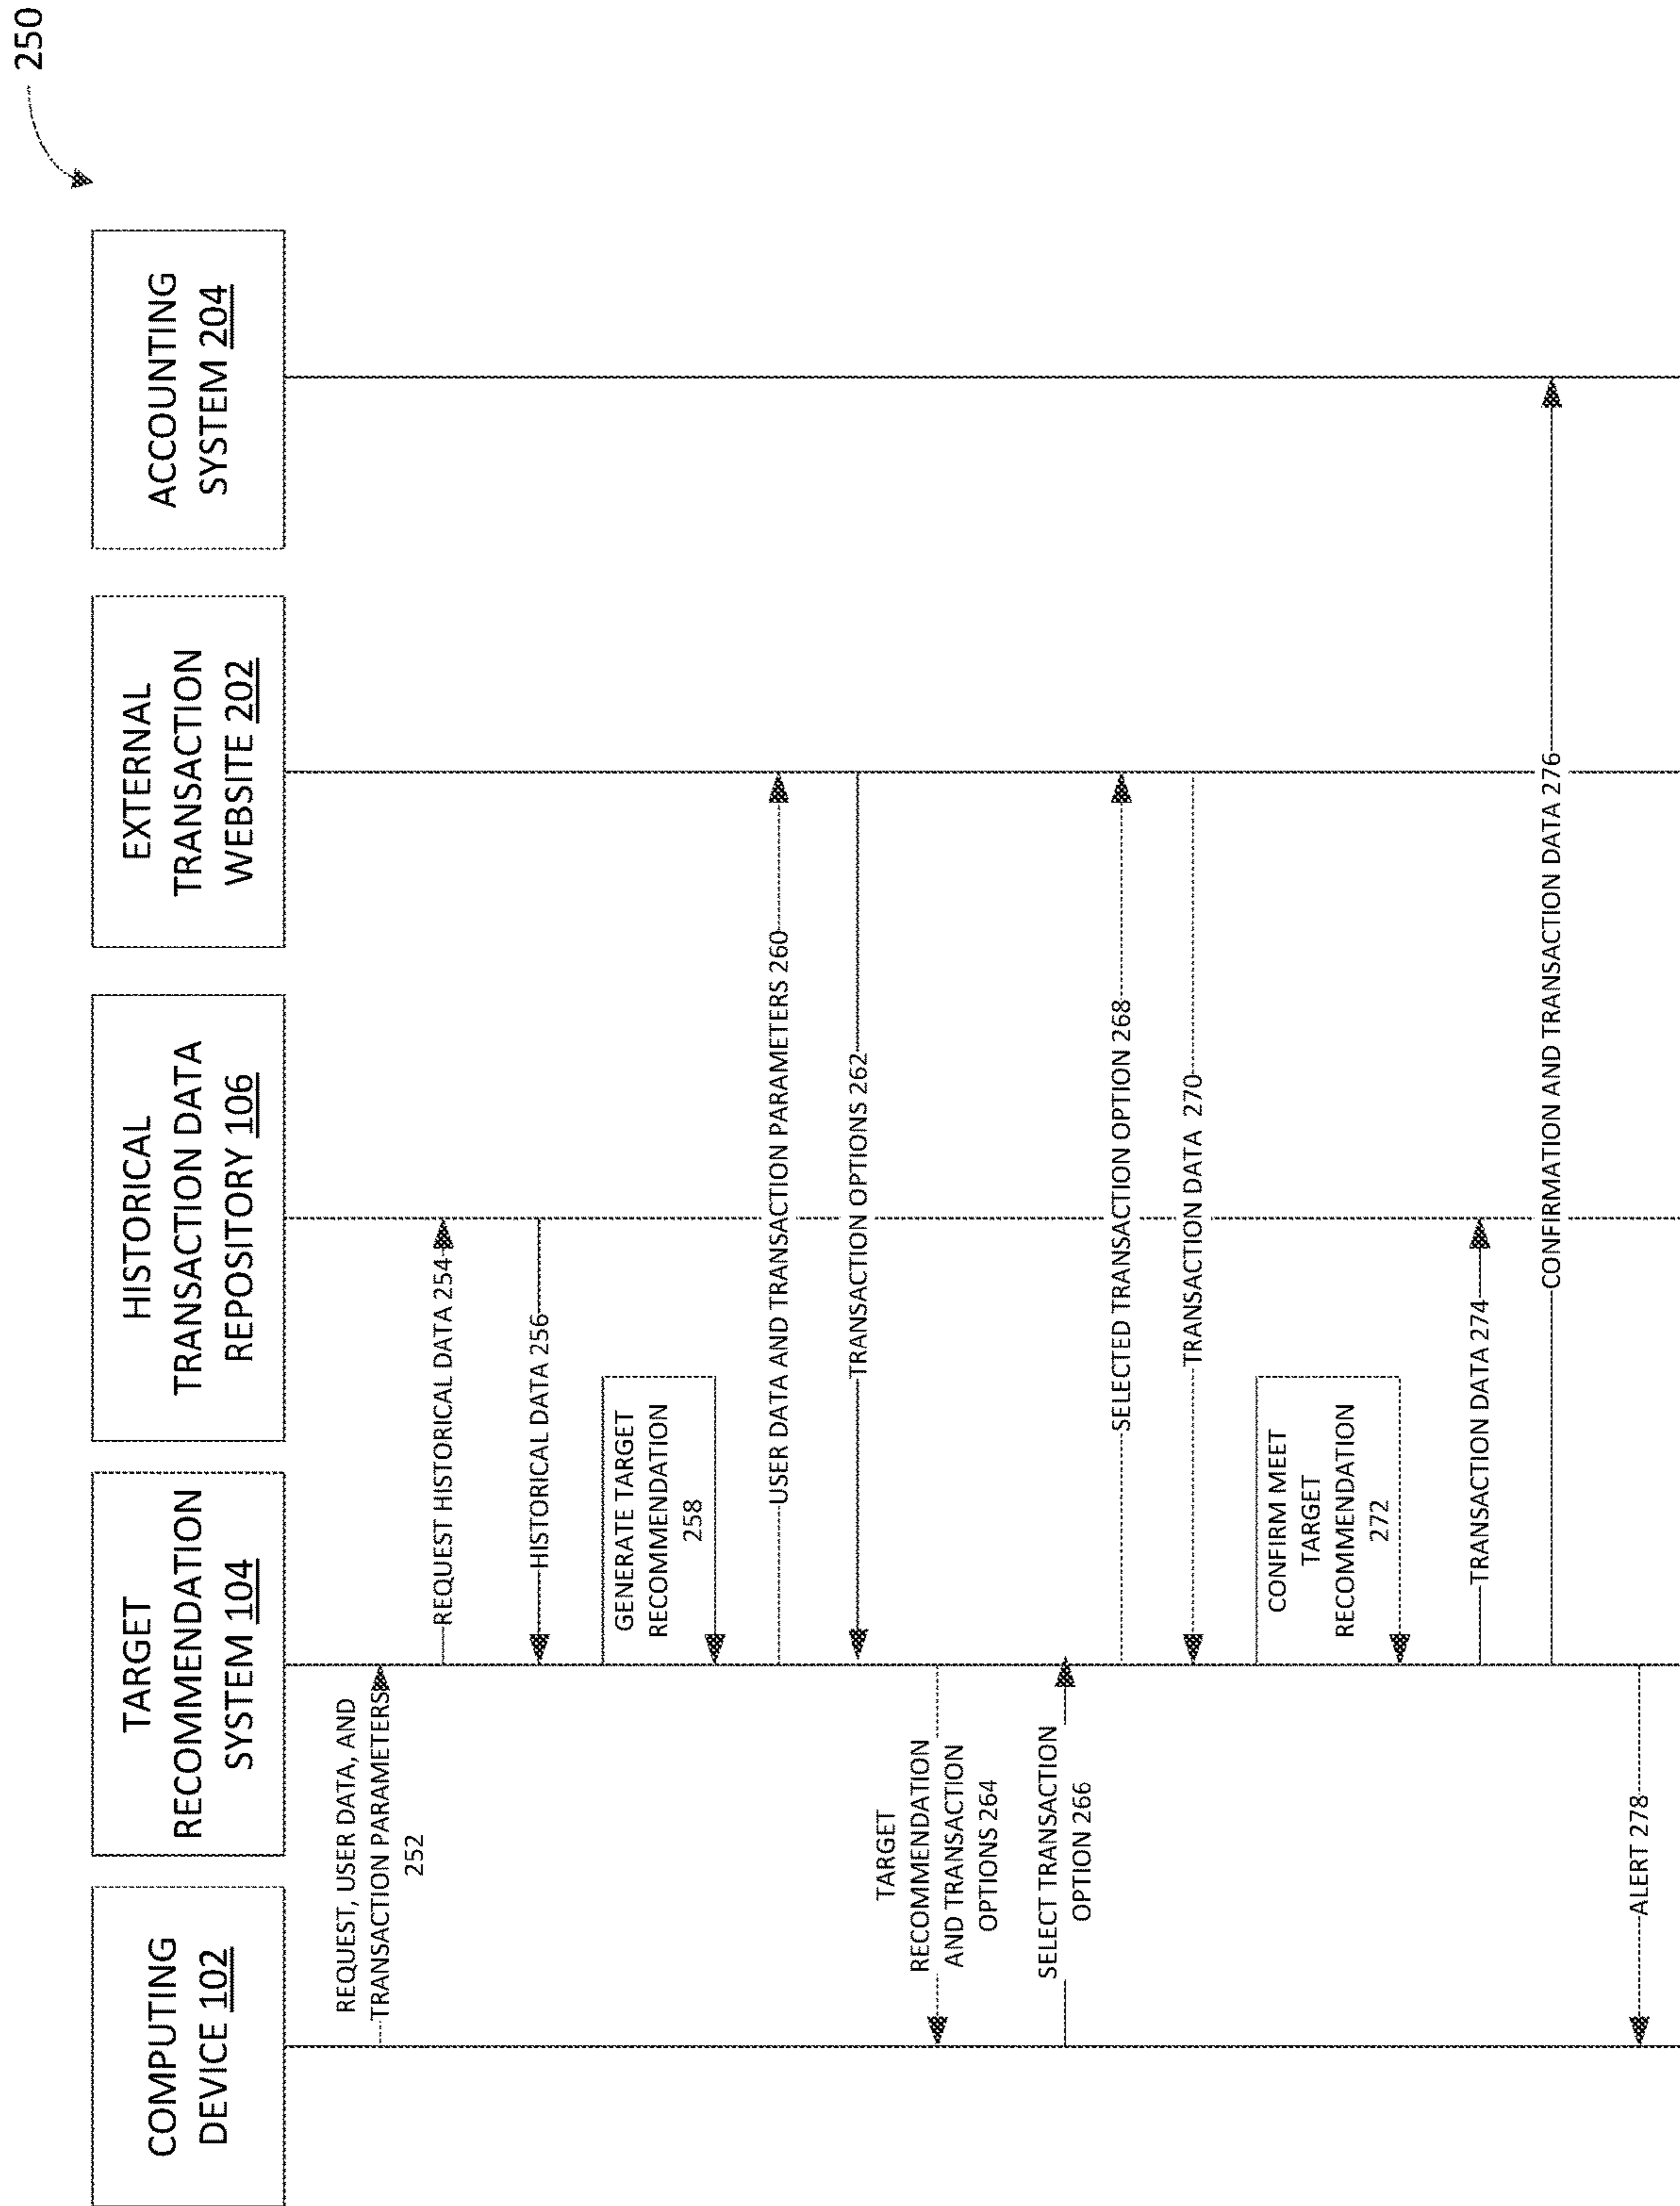 250
COMPUTING
DEVICE 102
TARGET
RECOMMENDATION
SYSTEM 104
HISTORICAL
TRANSACTION DATA
REPOSITORY 106
EXTERNAL
TRANSACTION
WEBSITE 202
ACCOUNTING
SYSTEM 204
REQUEST, USER DATA, AND
TRANSACTION PARAMETERS
252
REQUEST HISTORICAL DATA 254
HISTORICAL DATA 256
GENERATE TARGET
RECOMMENDATION
258
USER DATA AND TRANSACTION PARAMETERS 260
TRANSACTION OPTIONS 262
TARGET
RECOMMENDATION
AND TRANSACTION
OPTIONS 264
SELECT TRANSACTION
OPTION 266
SELECTED TRANSACTION OPTION 268
TRANSACTION DATA 270
CONFIRM MEET
TARGET
RECOMMENDATION
272
TRANSACTION DATA 274
CONFIRMATION AND TRANSACTION DATA 276
ALERT 278